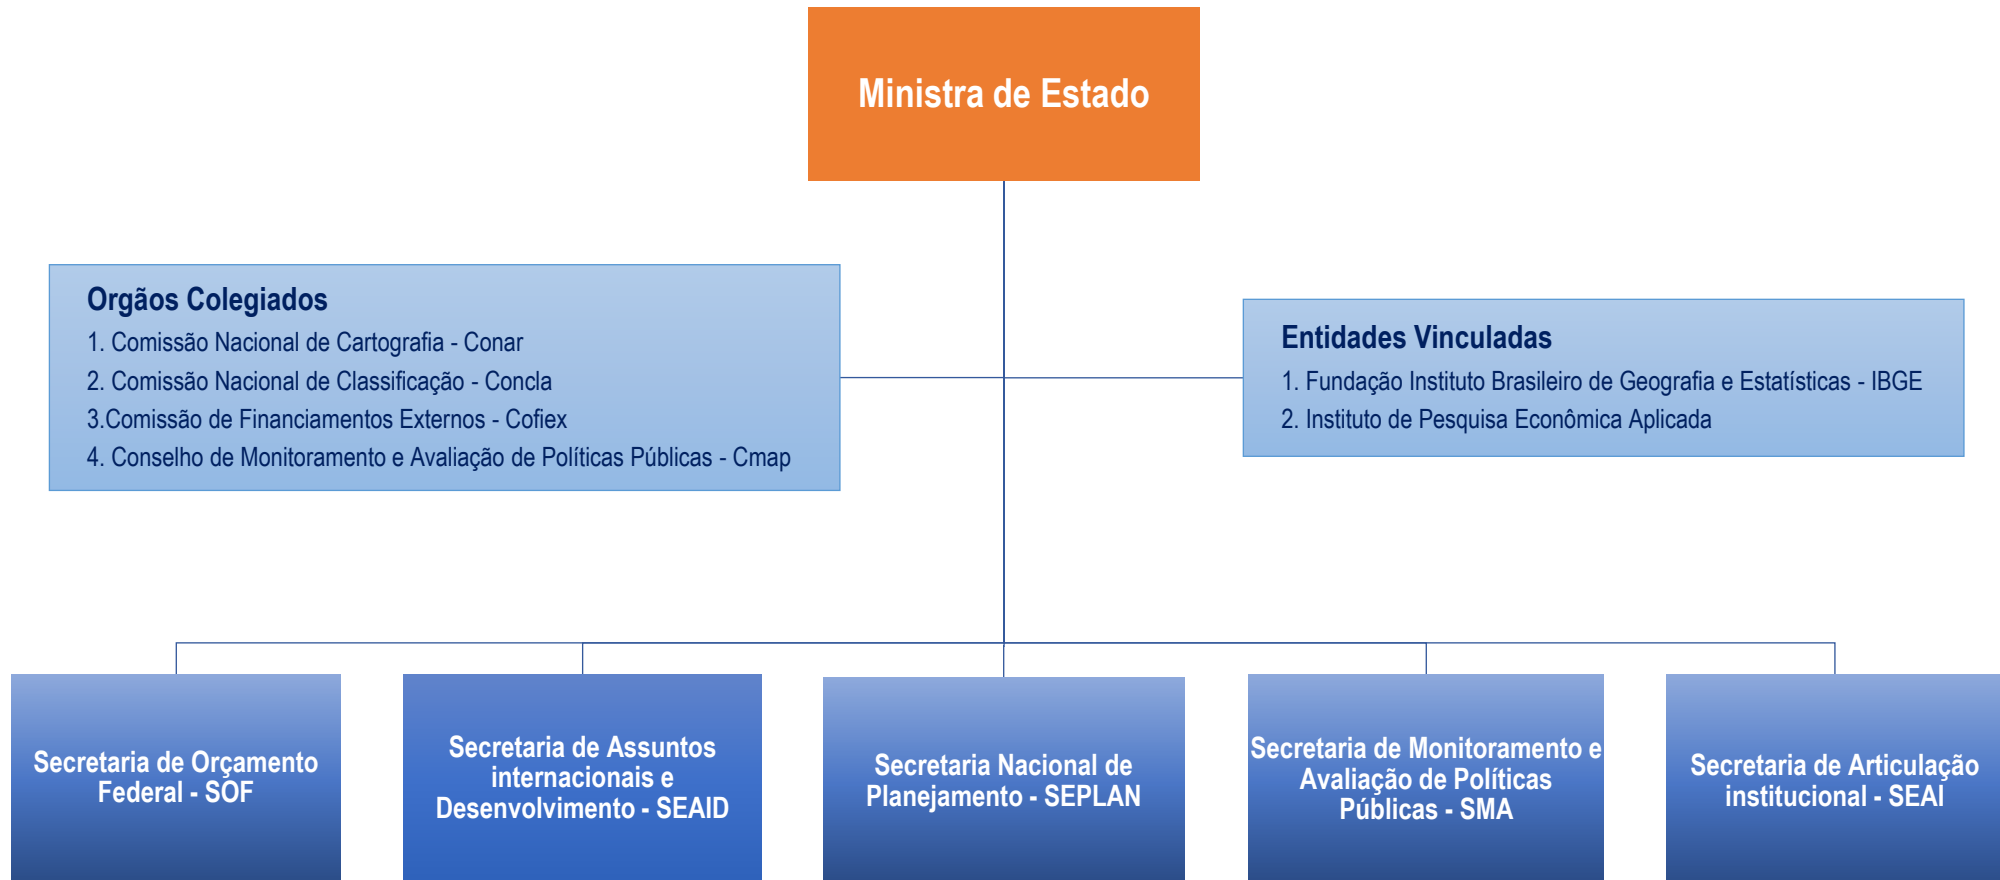 Ministra de Estado
Orgãos Colegiados
1. Comissão Nacional de Cartografia - Conar
2. Comissão Nacional de Classificação - Concla
3.Comissão de Financiamentos Externos - Cofiex
4. Conselho de Monitoramento e Avaliação de Políticas Públicas - Cmap
Entidades Vinculadas
1. Fundação Instituto Brasileiro de Geografia e Estatísticas - IBGE
2. Instituto de Pesquisa Econômica Aplicada
Secretaria de Orçamento
Federal - SOF
Secretaria de Assuntos
internacionais e
Desenvolvimento - SEAID
Secretaria Nacional de
Planejamento - SEPLAN
Secretaria de Monitoramento e
Avaliação de Políticas
Públicas - SMA
Secretaria de Articulação
institucional - SEAI